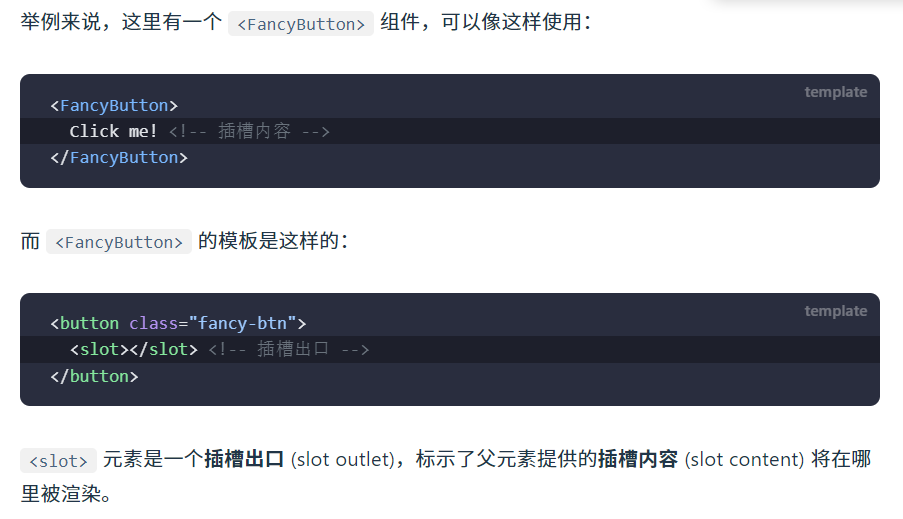 举例来说，这里有一个 <FancyButton> 组件，可以像这样使用：
template
<FancyButton>
  Click me! <!-- 插槽内容 -->
</FancyButton>
而 <FancyButton> 的模板是这样的：
template
<button class="fancy-btn">
  <slot></slot> <!-- 插槽出口 -->
</button>
<slot> 元素是一个插槽出口 (slot outlet)，标示了父元素提供的插槽内容 (slot content) 将在哪
里被渲染。